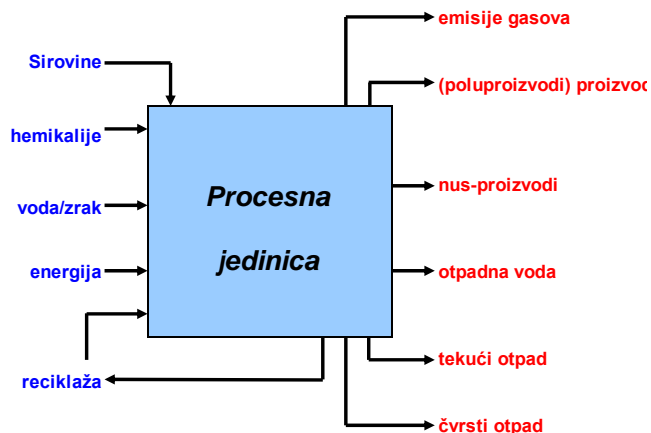 Sirovine
hemikalije
voda/zrak
energija
reciklaža
Procesna
jedinica
emisije gasova
(poluproizvodi) proizvod
nus-proizvodi
otpadna voda
tekući otpad
čvrsti otpad